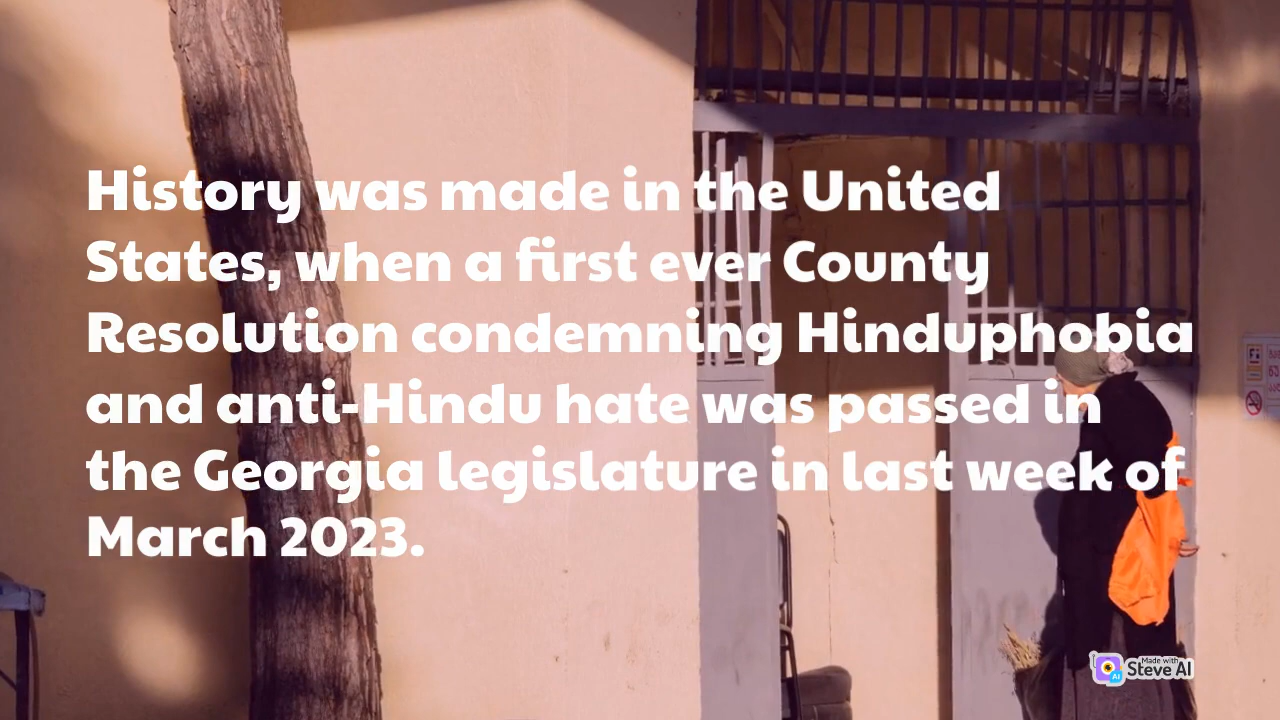 History was made in the United
States, when a first ever County
Resolution condemning Hinduphobia
and anti-Hindu hate was passed in
the Georgia legislature in last week of
March 2023.
Made with
Steve AI